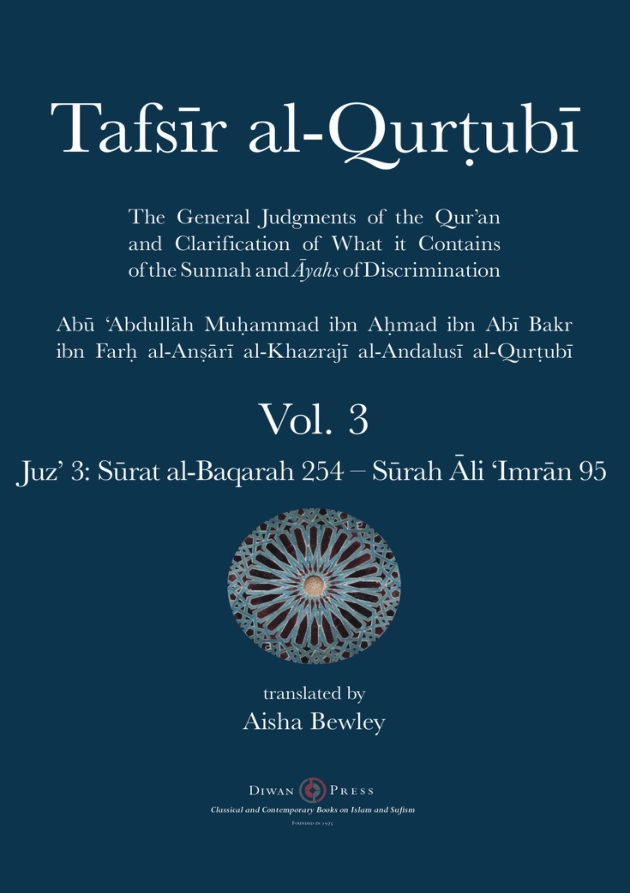 Tafsīr al-Qurṭubī
The General Judgments of the Qur’an
and Clarification of What it Contains
of the Sunnah and Āyahs of Discrimination
Abū ‘Abdullāh Muḥammad ibn Aḥmad ibn Abī Bakr
ibn Farḥ al-Anṣārī al-Khazrajī al-Andalusī al-Qurṭubī
Vol. 3
Juz’ 3: Sūrat al-Baqarah 254 – Sūrah Āli ‘Imrān 95
translated by
Aisha Bewley
Diwan Press
Classical and Contemporary Books on Islam and Sufism